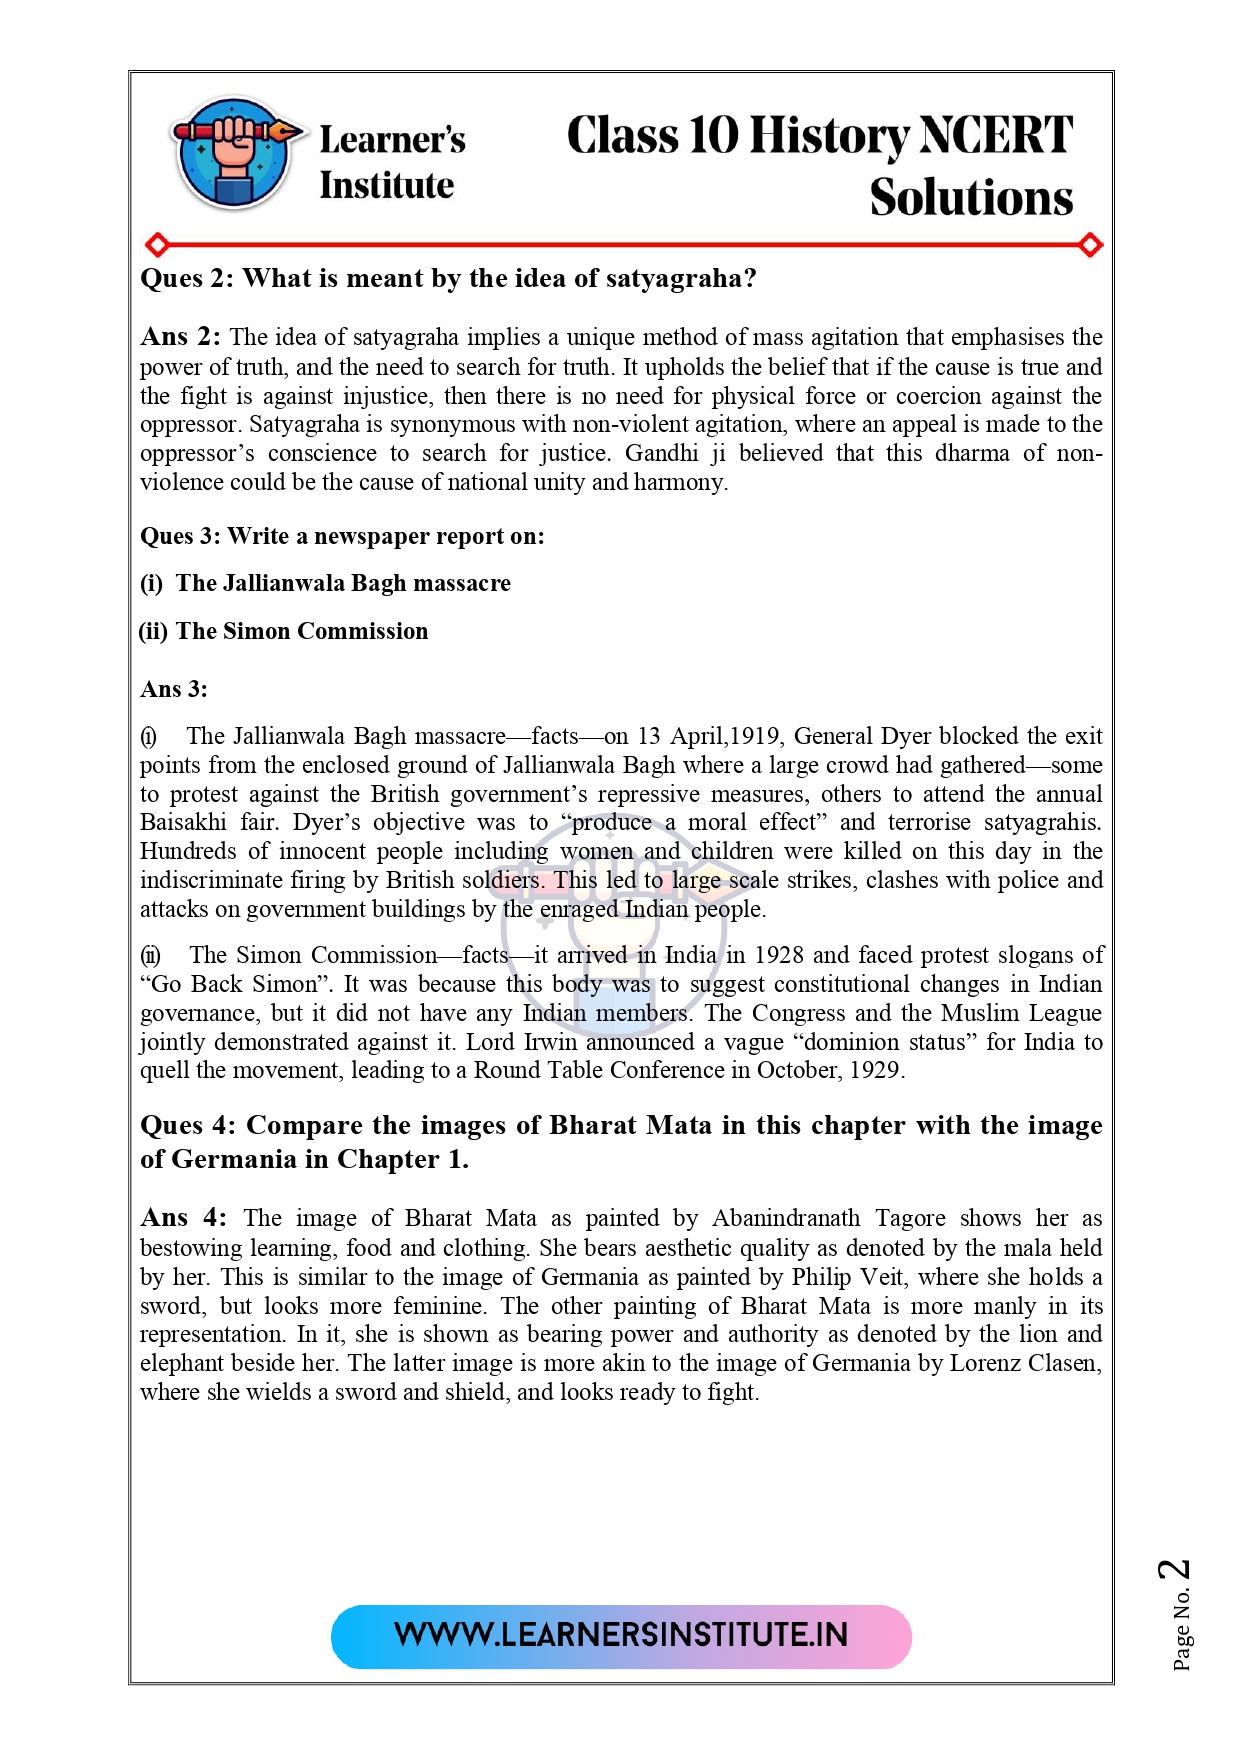 Learner’s
Institute
Class 10 History NCERT
Solutions
Ques 2: What is meant by the idea of satyagraha?
Ans 2: The idea of satyagraha implies a unique method of mass agitation that emphasises the
power of truth, and the need to search for truth. It upholds the belief that if the cause is true and
the fight is against injustice, then there is no need for physical force or coercion against the
oppressor. Satyagraha is synonymous with non-violent agitation, where an appeal is made to the
oppressor’s conscience to search for justice. Gandhi ji believed that this dharma of non-
violence could be the cause of national unity and harmony.
Ques 3: Write a newspaper report on:
(i) The Jallianwala Bagh massacre
(ii) The Simon Commission
Ans 3:
(i) The Jallianwala Bagh massacre—facts—on 13 April,1919, General Dyer blocked the exit
points from the enclosed ground of Jallianwala Bagh where a large crowd had gathered—some
to protest against the British government’s repressive measures, others to attend the annual
Baisakhi fair. Dyer’s objective was to “produce a moral effect” and terrorise satyagrahis.
Hundreds of innocent people including women and children were killed on this day in the
indiscriminate firing by British soldiers. This led to large scale strikes, clashes with police and
attacks on government buildings by the enraged Indian people.
(ii) The Simon Commission—facts—it arrived in India in 1928 and faced protest slogans of
“Go Back Simon”. It was because this body was to suggest constitutional changes in Indian
governance, but it did not have any Indian members. The Congress and the Muslim League
jointly demonstrated against it. Lord Irwin announced a vague “dominion status” for India to
quell the movement, leading to a Round Table Conference in October, 1929.
Ques 4: Compare the images of Bharat Mata in this chapter with the image
of Germania in Chapter 1.
Ans 4: The image of Bharat Mata as painted by Abanindranath Tagore shows her as
bestowing learning, food and clothing. She bears aesthetic quality as denoted by the mala held
by her. This is similar to the image of Germania as painted by Philip Veit, where she holds a
sword, but looks more feminine. The other painting of Bharat Mata is more manly in its
representation. In it, she is shown as bearing power and authority as denoted by the lion and
elephant beside her. The latter image is more akin to the image of Germania by Lorenz Clasen,
where she wields a sword and shield, and looks ready to fight.
WWW.LEARNERSINSTITUTE.IN
Page No. 2